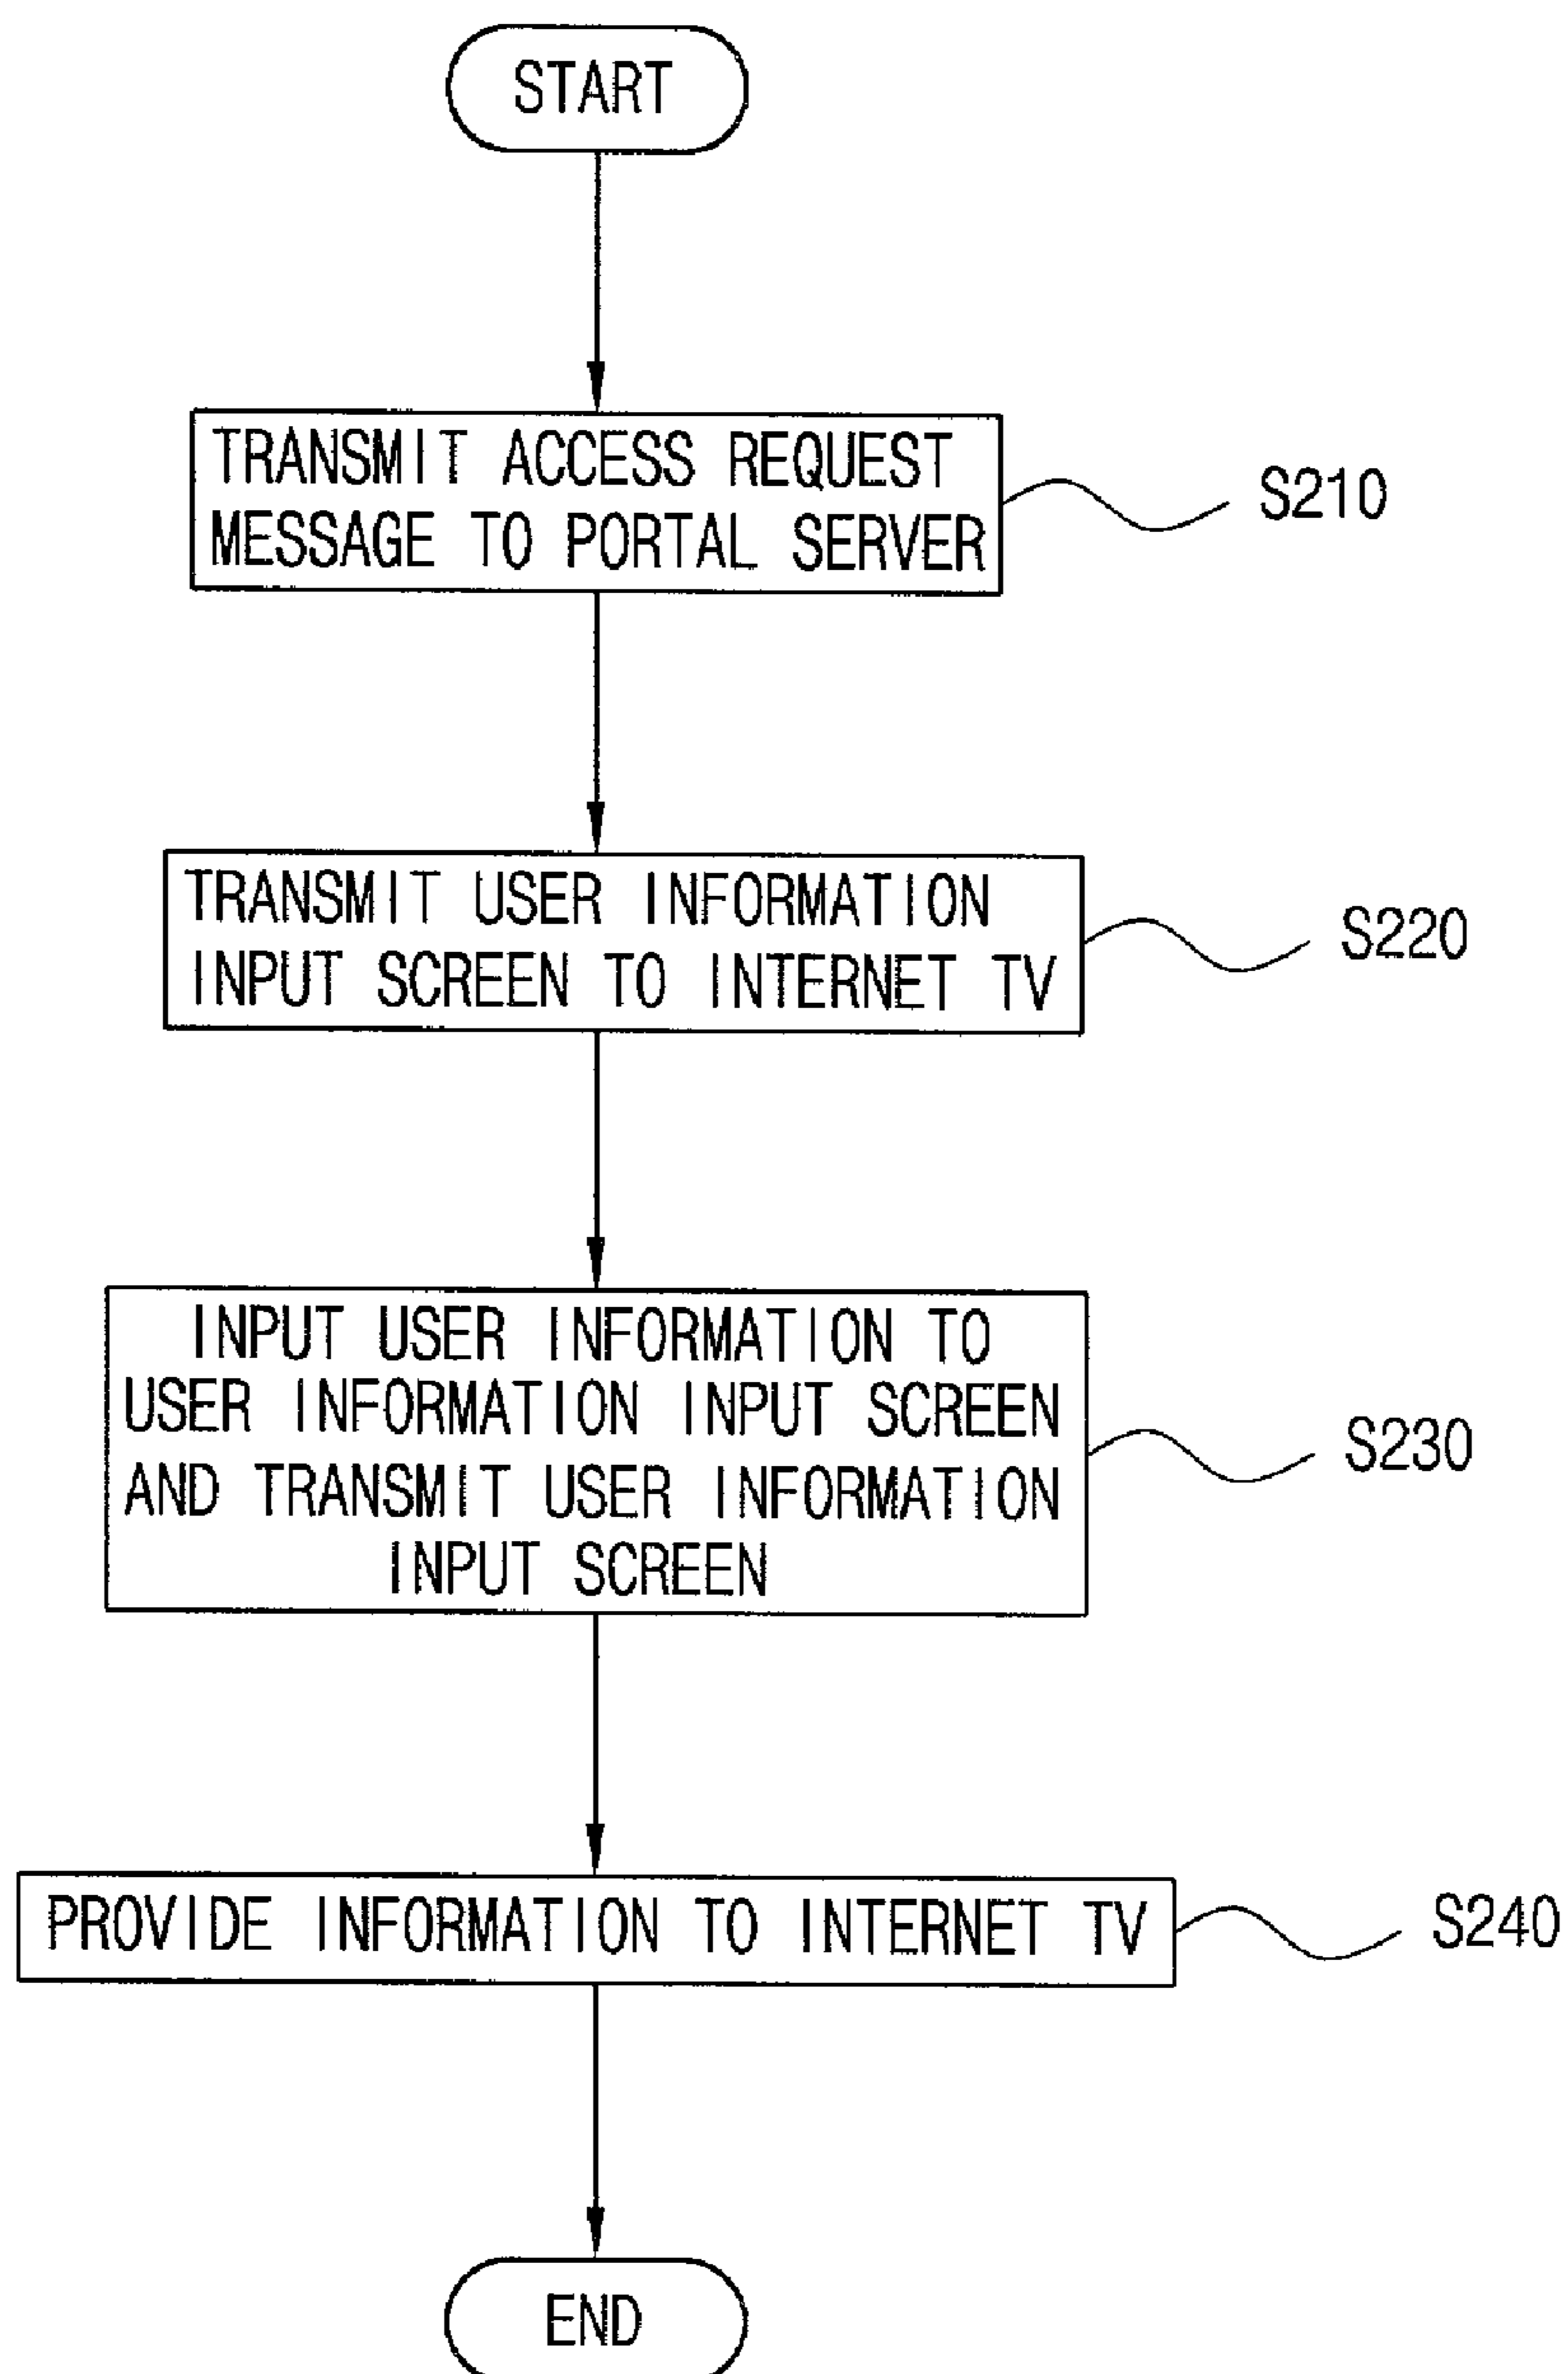 START
TRANSMIT ACCESS REQUEST
MESSAGE TO PORTAL SERVER
S210
TRANSMIT USER INFORMATION
INPUT SCREEN TO INTERNET TV
S220
INPUT USER INFORMATION TO
USER INFORMATION INPUT SCREEN
AND TRANSMIT USER INFORMATION
INPUT SCREEN
S230
PROVIDE INFORMATION TO INTERNET TV
S240
END